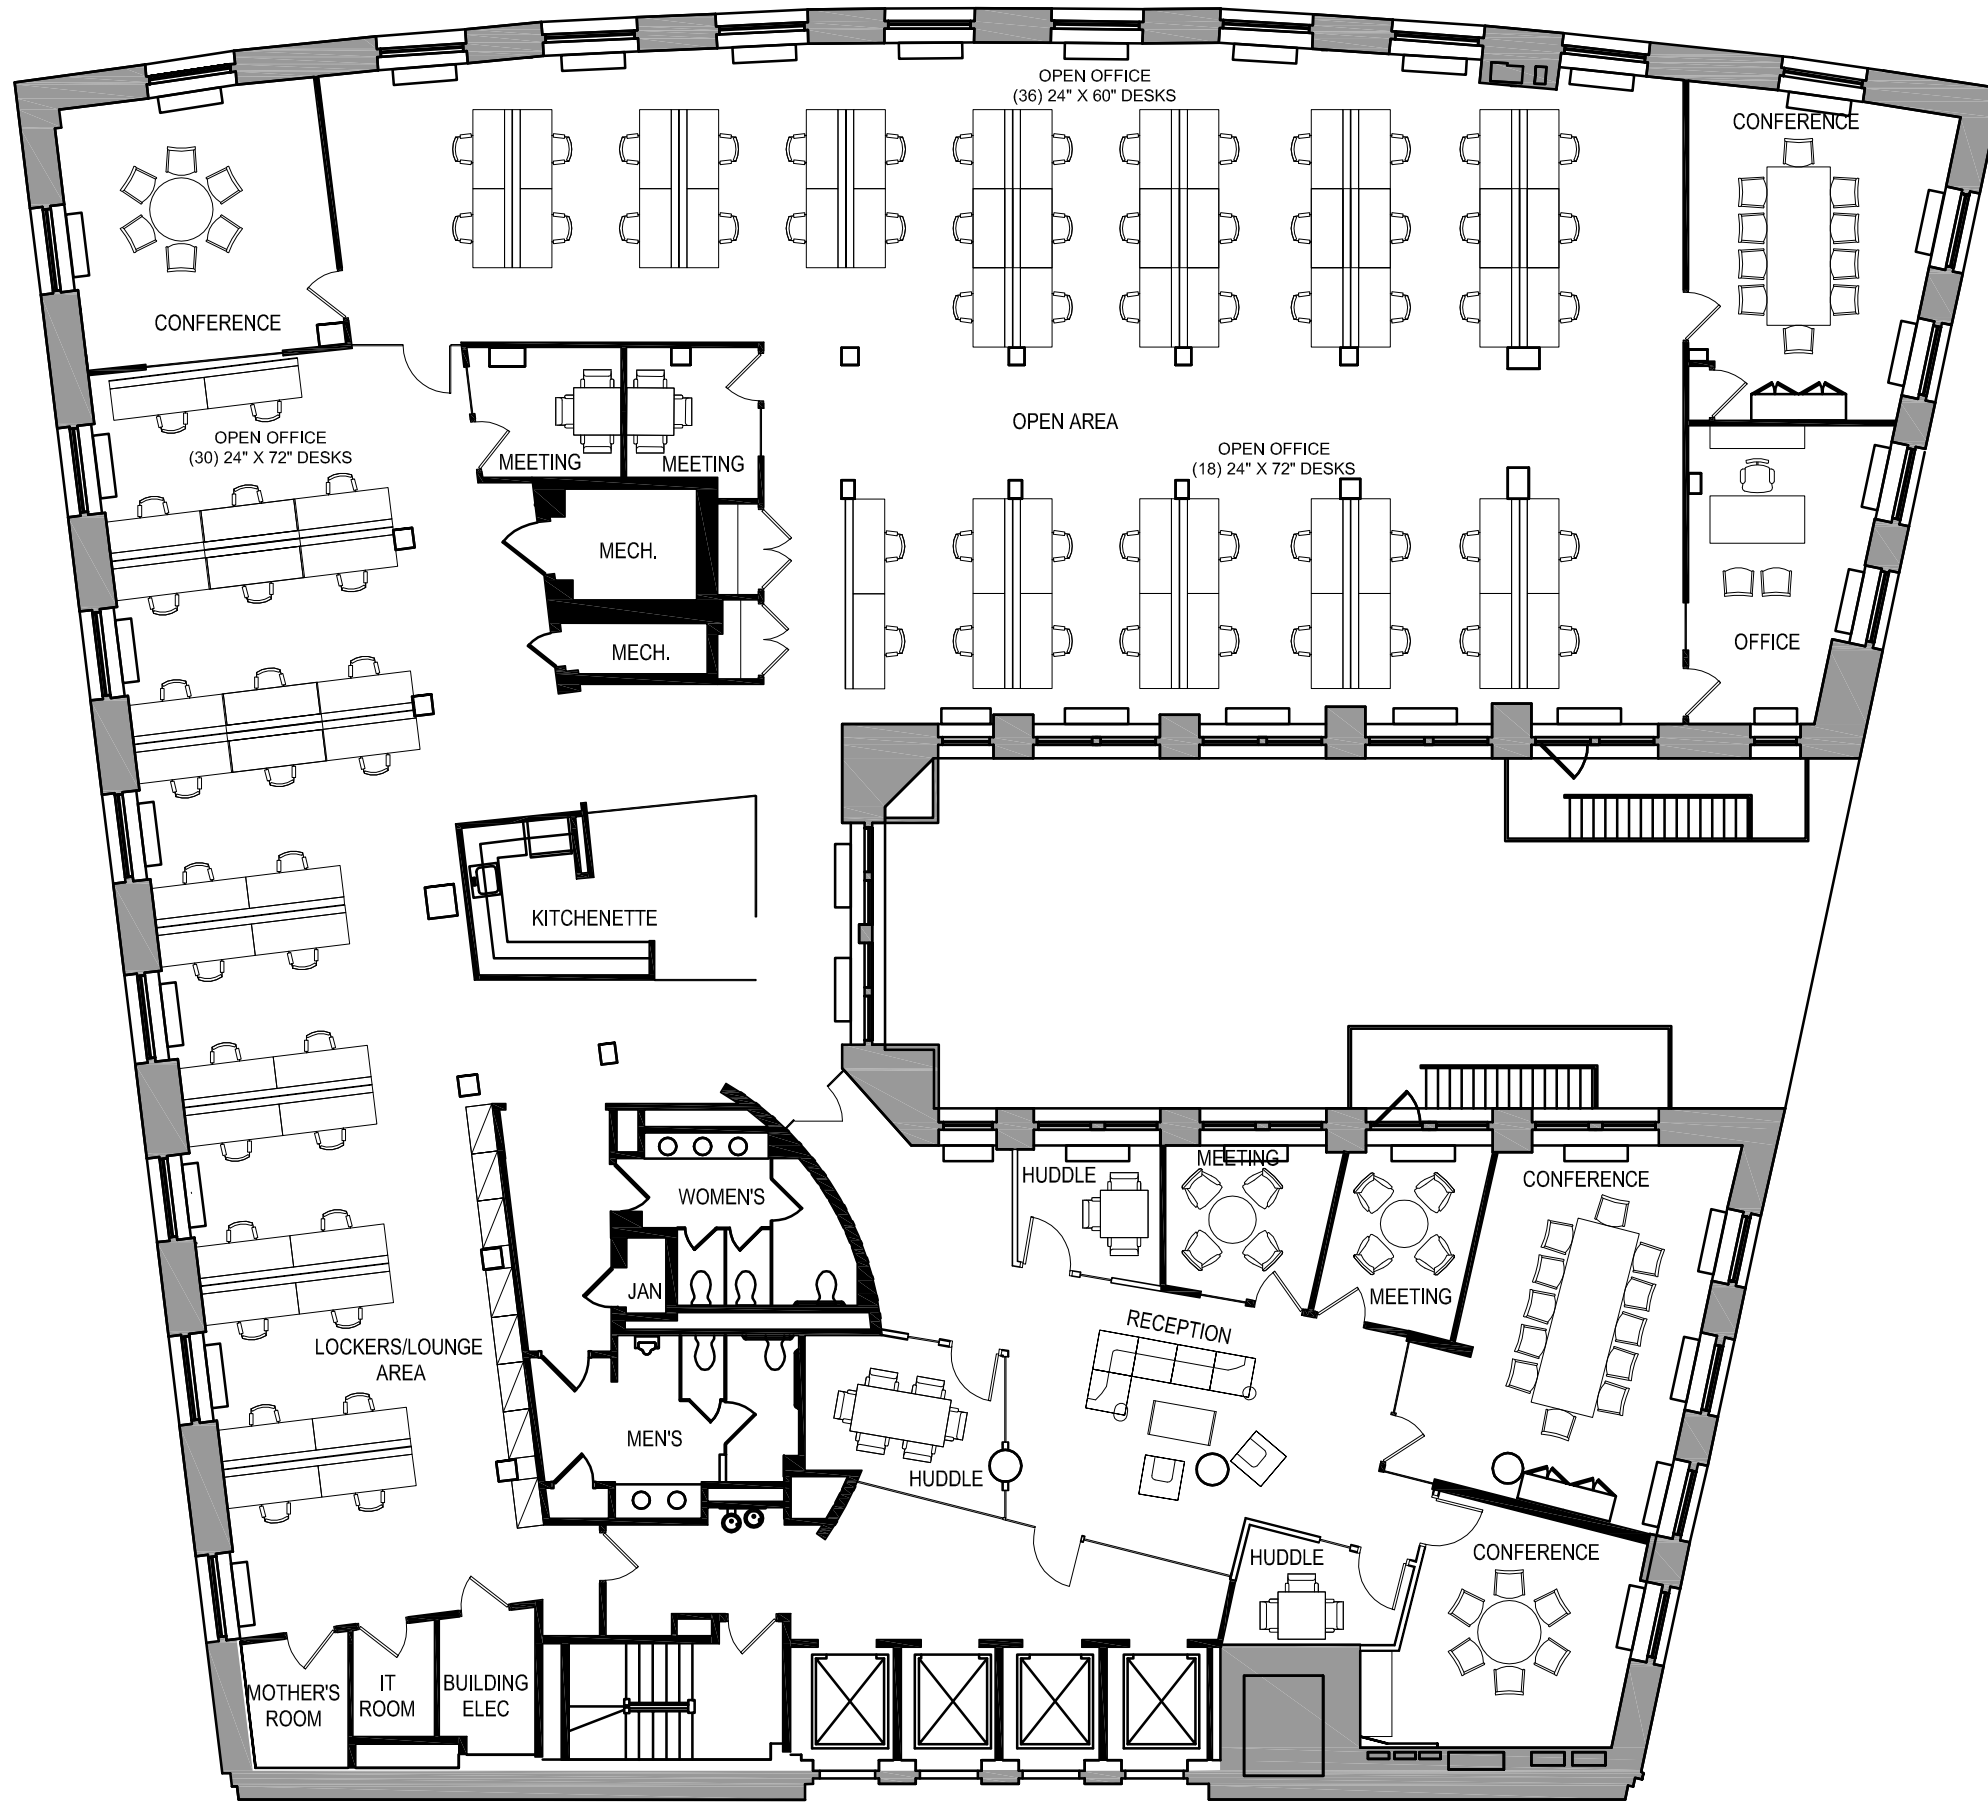 OPEN OFFICE
(36) 24" X 60" DESKS
CONFERENCE
CONFERENCE
OPEN AREA
OPEN OFFICE
(30) 24" X 72" DESKS
OPEN OFFICE
(18) 24" X 72" DESKS
MEETING
MEETING
MECH.
OFFICE
MECH.
KITCHENETTE
MEETING
HUDDLE
CONFERENCE
WOMEN'S
JAN
MEETING
RECEPTION
LOCKERS/LOUNGE
AREA
MEN'S
HUDDLE
HUDDLE
CONFERENCE
MOTHER'S
ROOM
IT
ROOM
BUILDING
ELEC